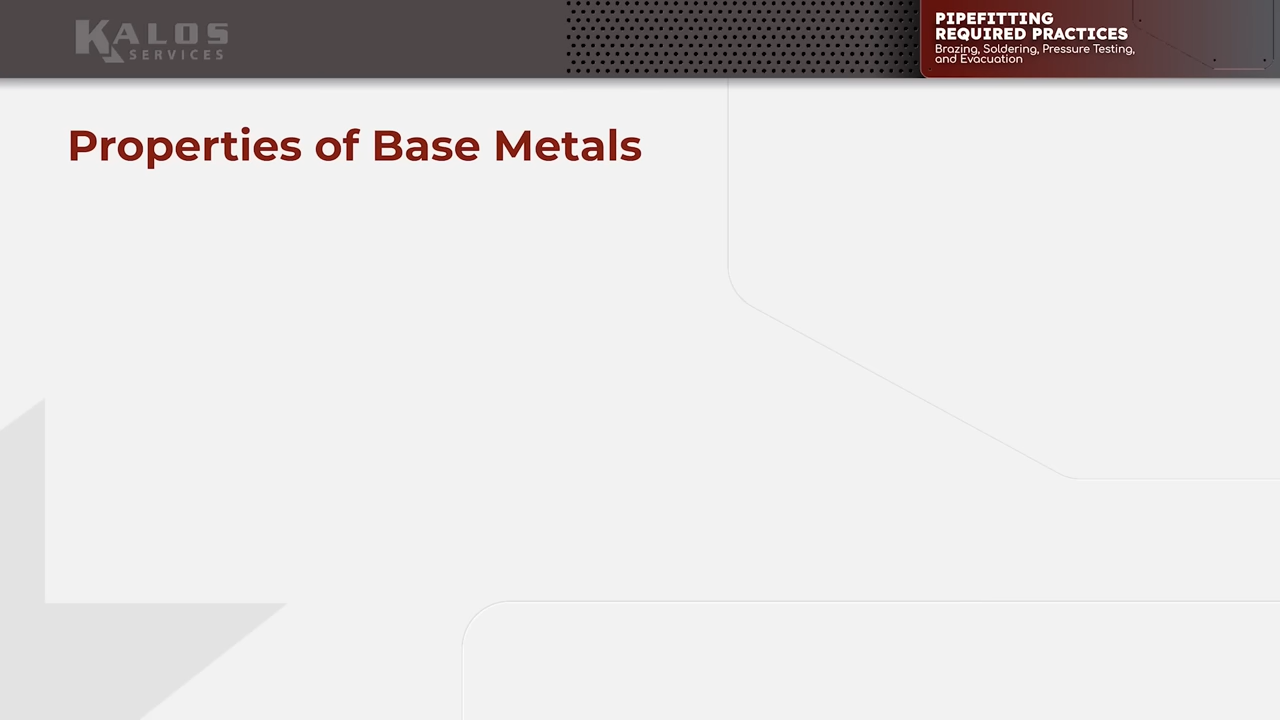 KALOS
SERVICES
PIPEFITTING
REQUIRED PRACTICES
Brazing, Soldering, Pressure Testing,
and Evacuation
Properties of Base Metals